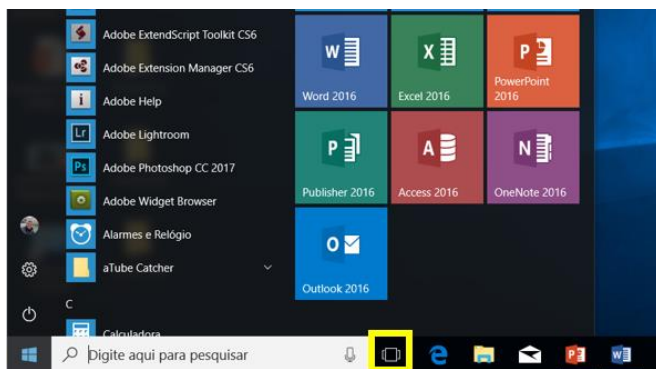 Adobe ExtendScript Toolkit CS6
Adobe Extension Manager CS6
Adobe Help
Adobe Lightroom
Adobe Photoshop CC 2017
Adobe Widget Browser
Alarmes e Relógio
aTube Catcher
C
Calculadora
Word 2016
Excel 2016
PowerPoint
2016
Publisher 2016
Access 2016
OneNote 2016
Outlook 2016
Digite aqui para pesquisar